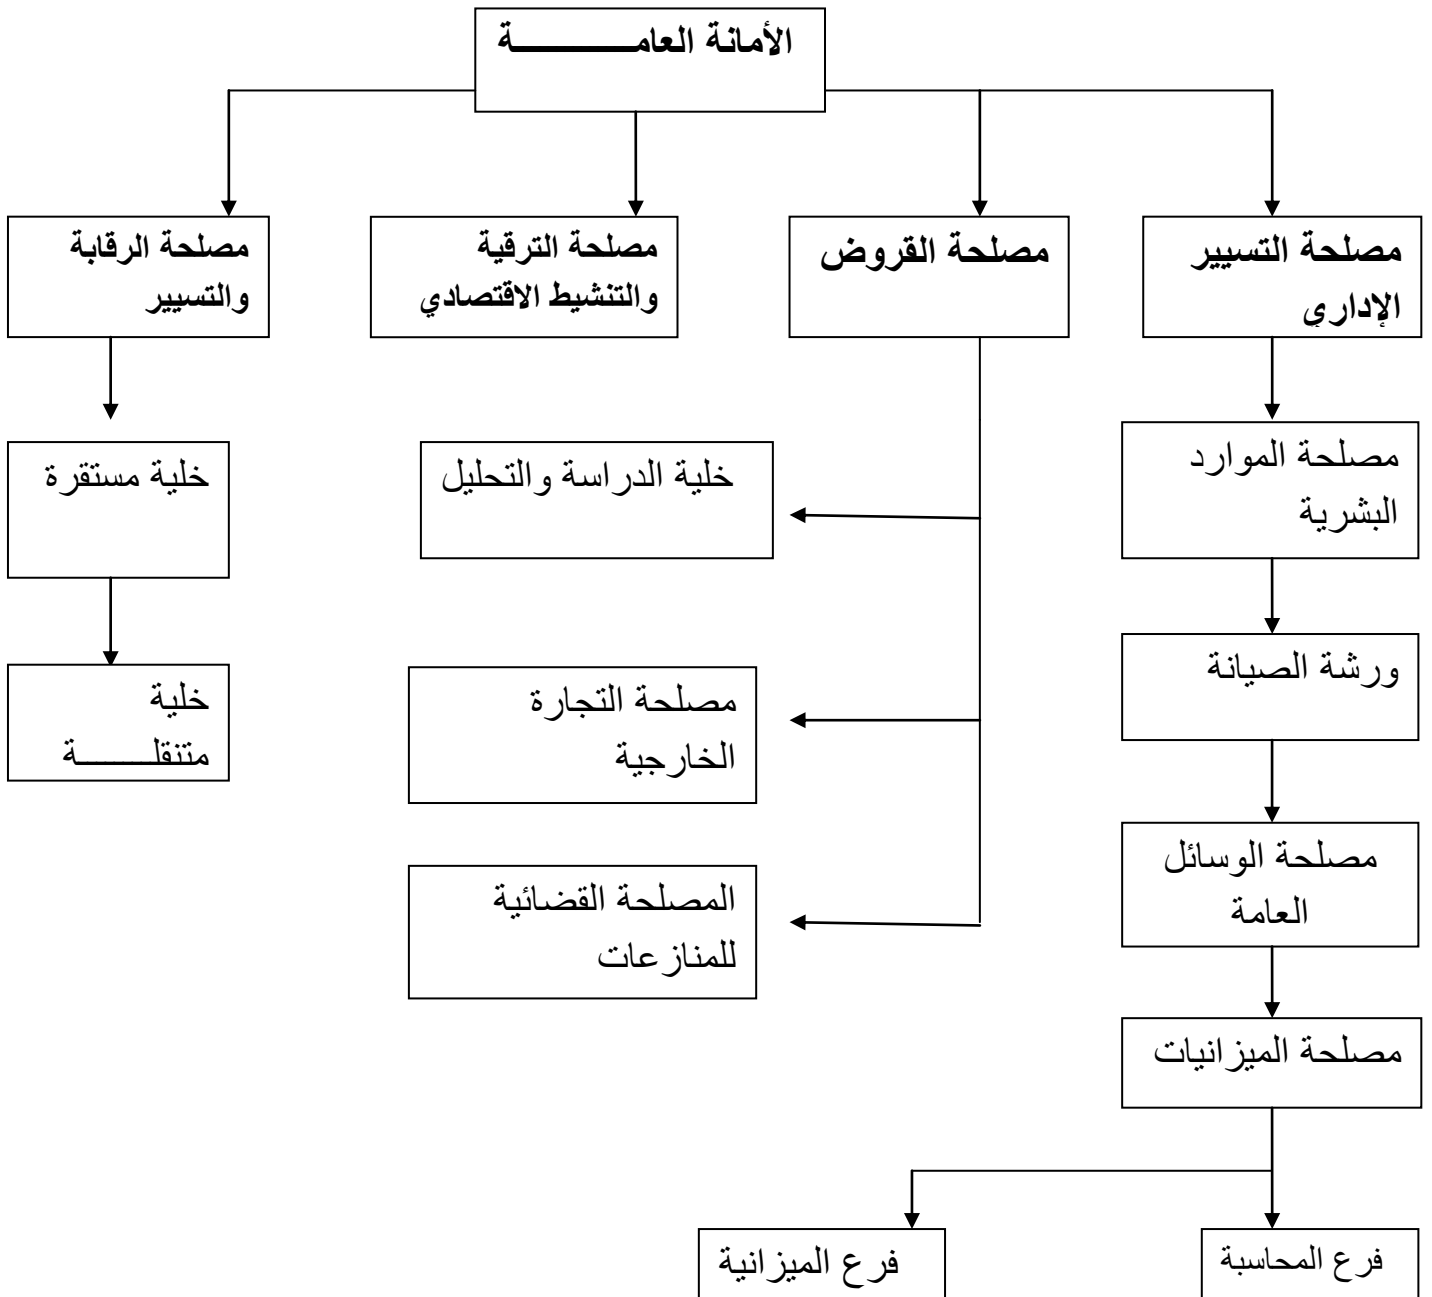 الأمانة العامـــــــــــــة
مصلحة التسيير
الإداري
مصلحة القروض
مصلحة الترقية
والتنشيط الاقتصادي
مصلحة الرقابة
والتسيير
مصلحة الموارد
البشرية
خلية الدراسة والتحليل
خلية مستقرة
ورشة الصيانة
مصلحة التجارة
الخارجية
خلية
متنقلـــــــة
مصلحة الوسائل
العامة
المصلحة القضائية
للمنازعات
مصلحة الميزانيات
فرع المحاسبة
فرع الميزانية